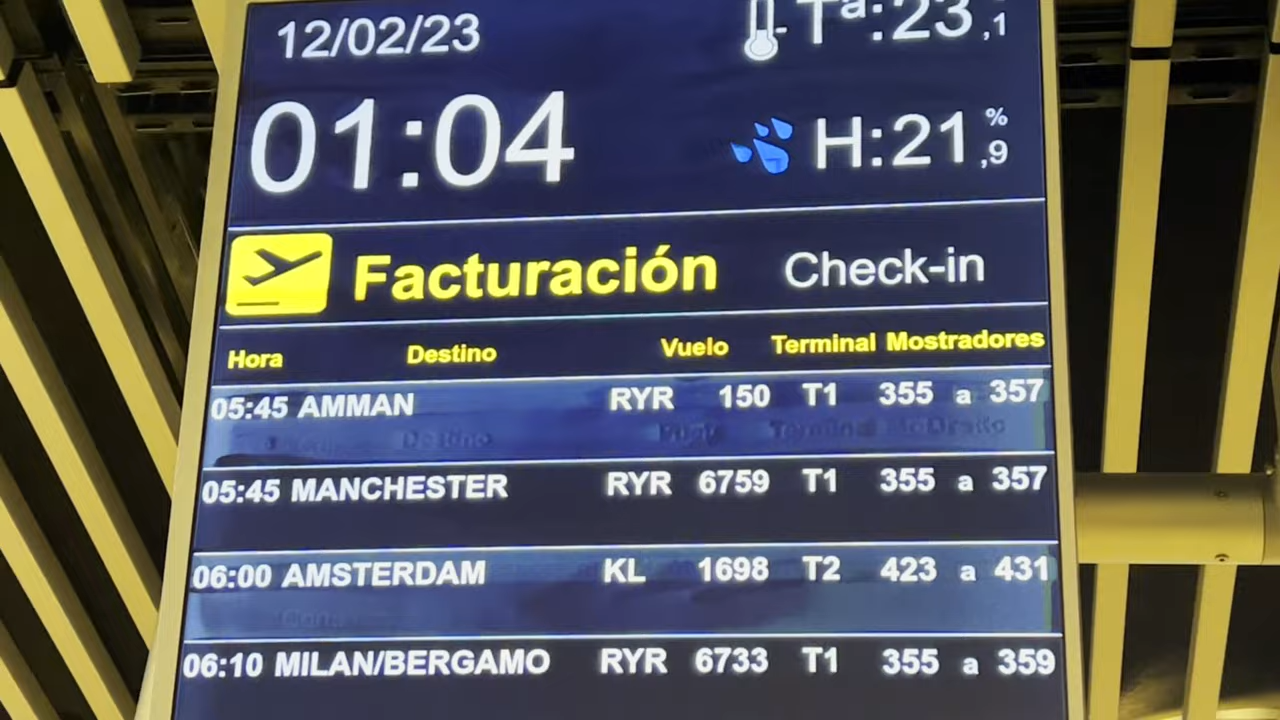 12/02/23 Tª:23,1
01:04 H:21,9 %
Facturación Check-in
Hora Destino Vuelo Terminal Mostradores
05:45 AMMAN RYR 150 T1 355 a 357
05:45 MANCHESTER RYR 6759 T1 355 a 357
06:00 AMSTERDAM KL 1698 T2 423 a 431
06:10 MILAN/BERGAMO RYR 6733 T1 355 a 359